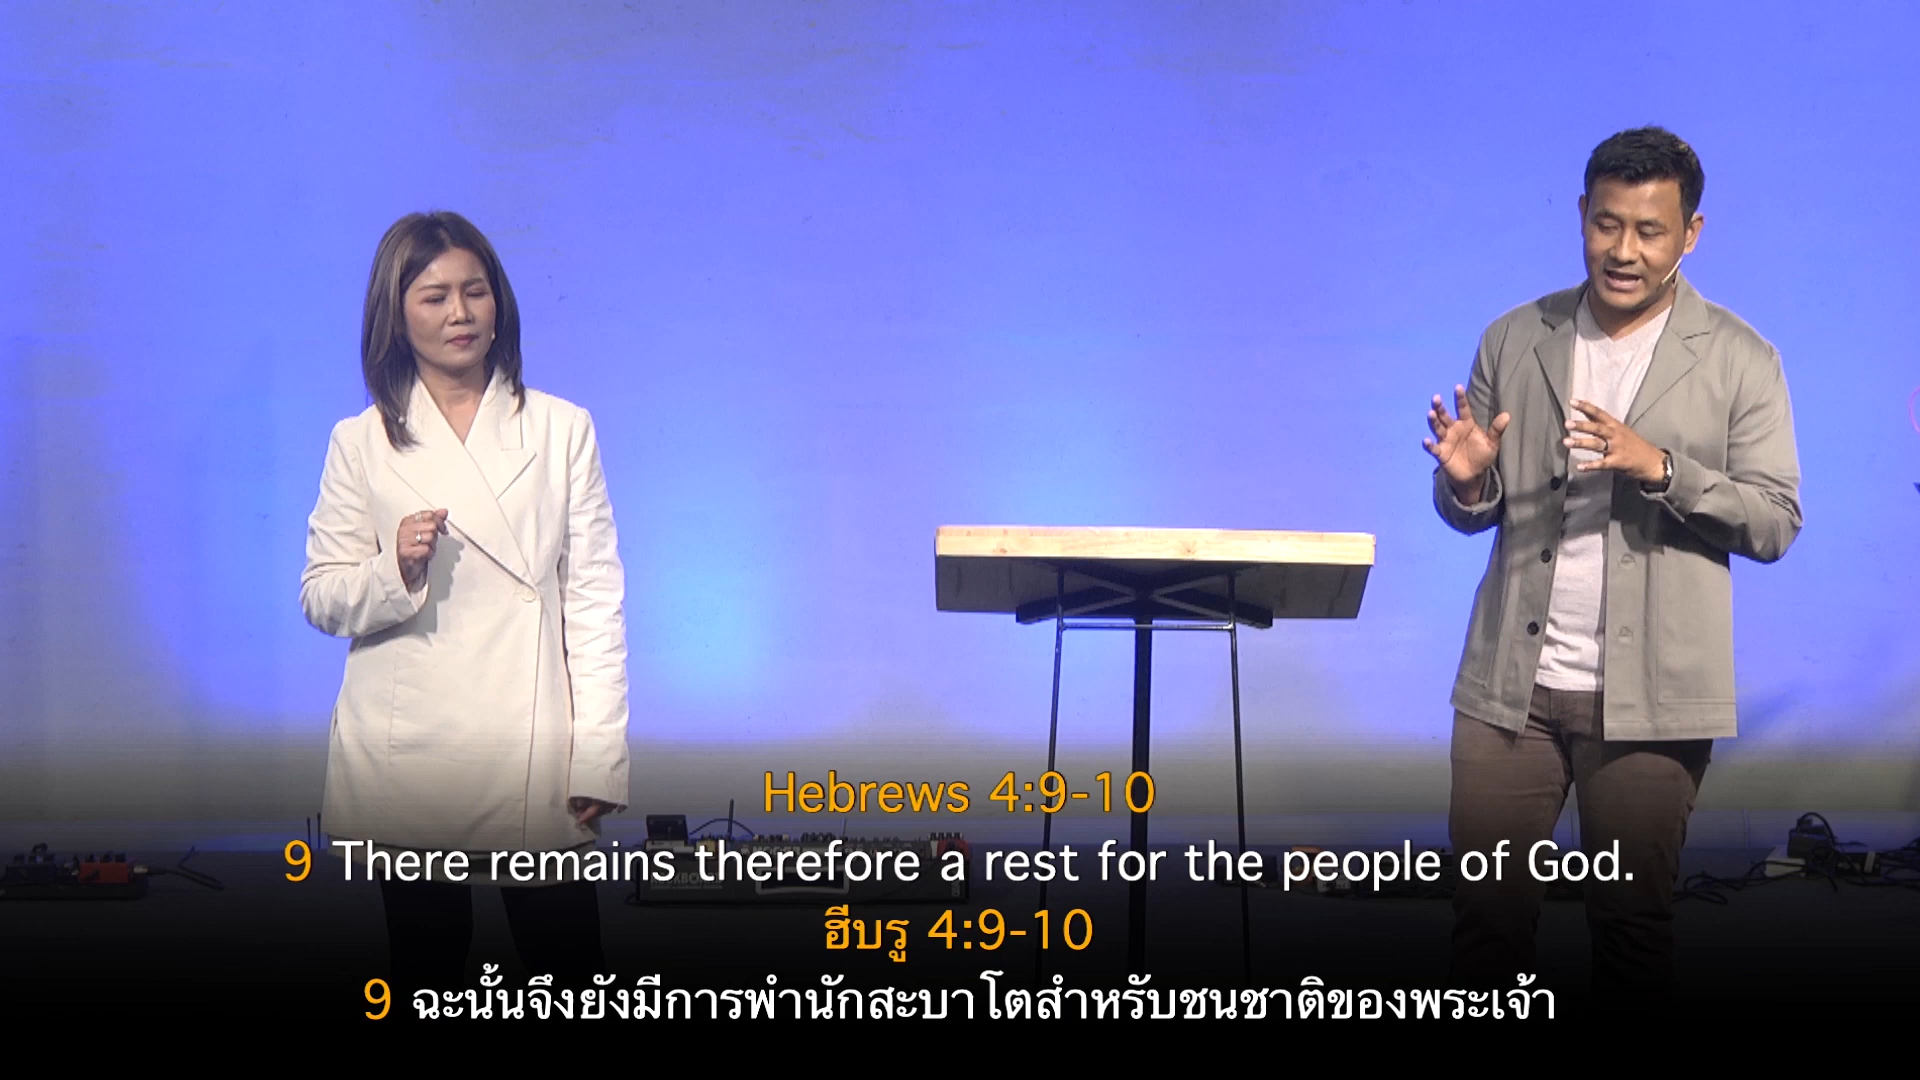 Hebrews 4:9-10
9 There remains therefore a rest for the people of God.
ฮีบรู 4:9-10
9 ฉะนั้นจึงยังมีการพำนักสะบาโตสำหรับชนชาติของพระเจ้า